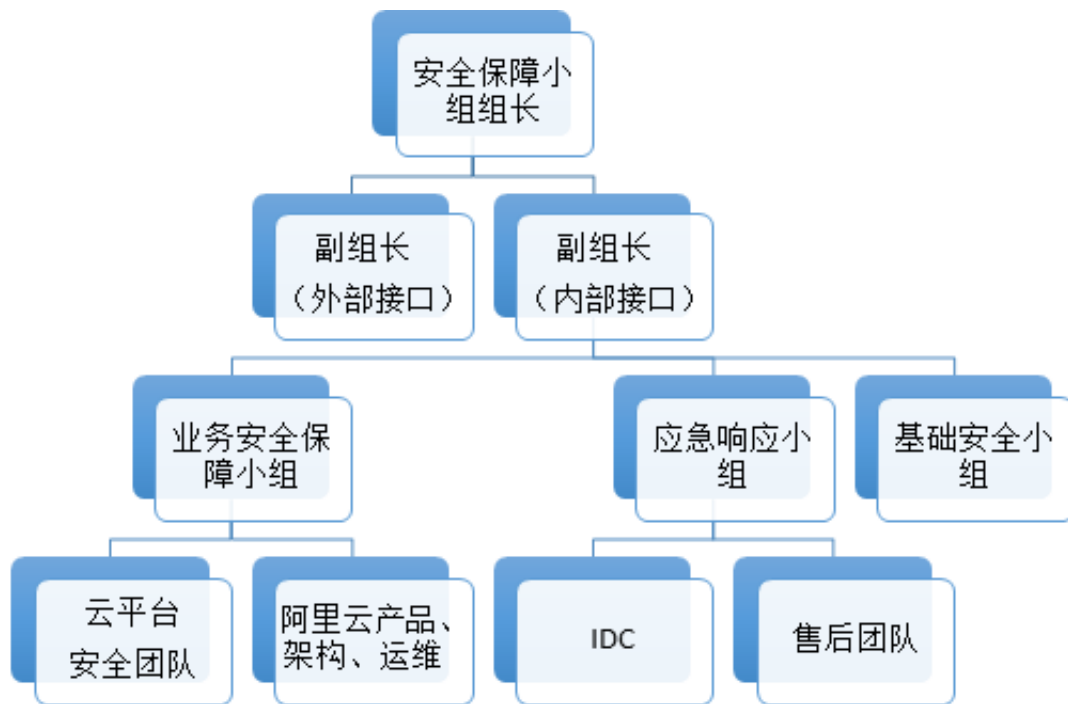 安全保障小
组组长
副组长
（外部接口）
副组长
（内部接口）
业务安全保
障小组
应急响应小
组
基础安全小
组
云平台
安全团队
阿里云产品、
架构、运维
IDC
售后团队